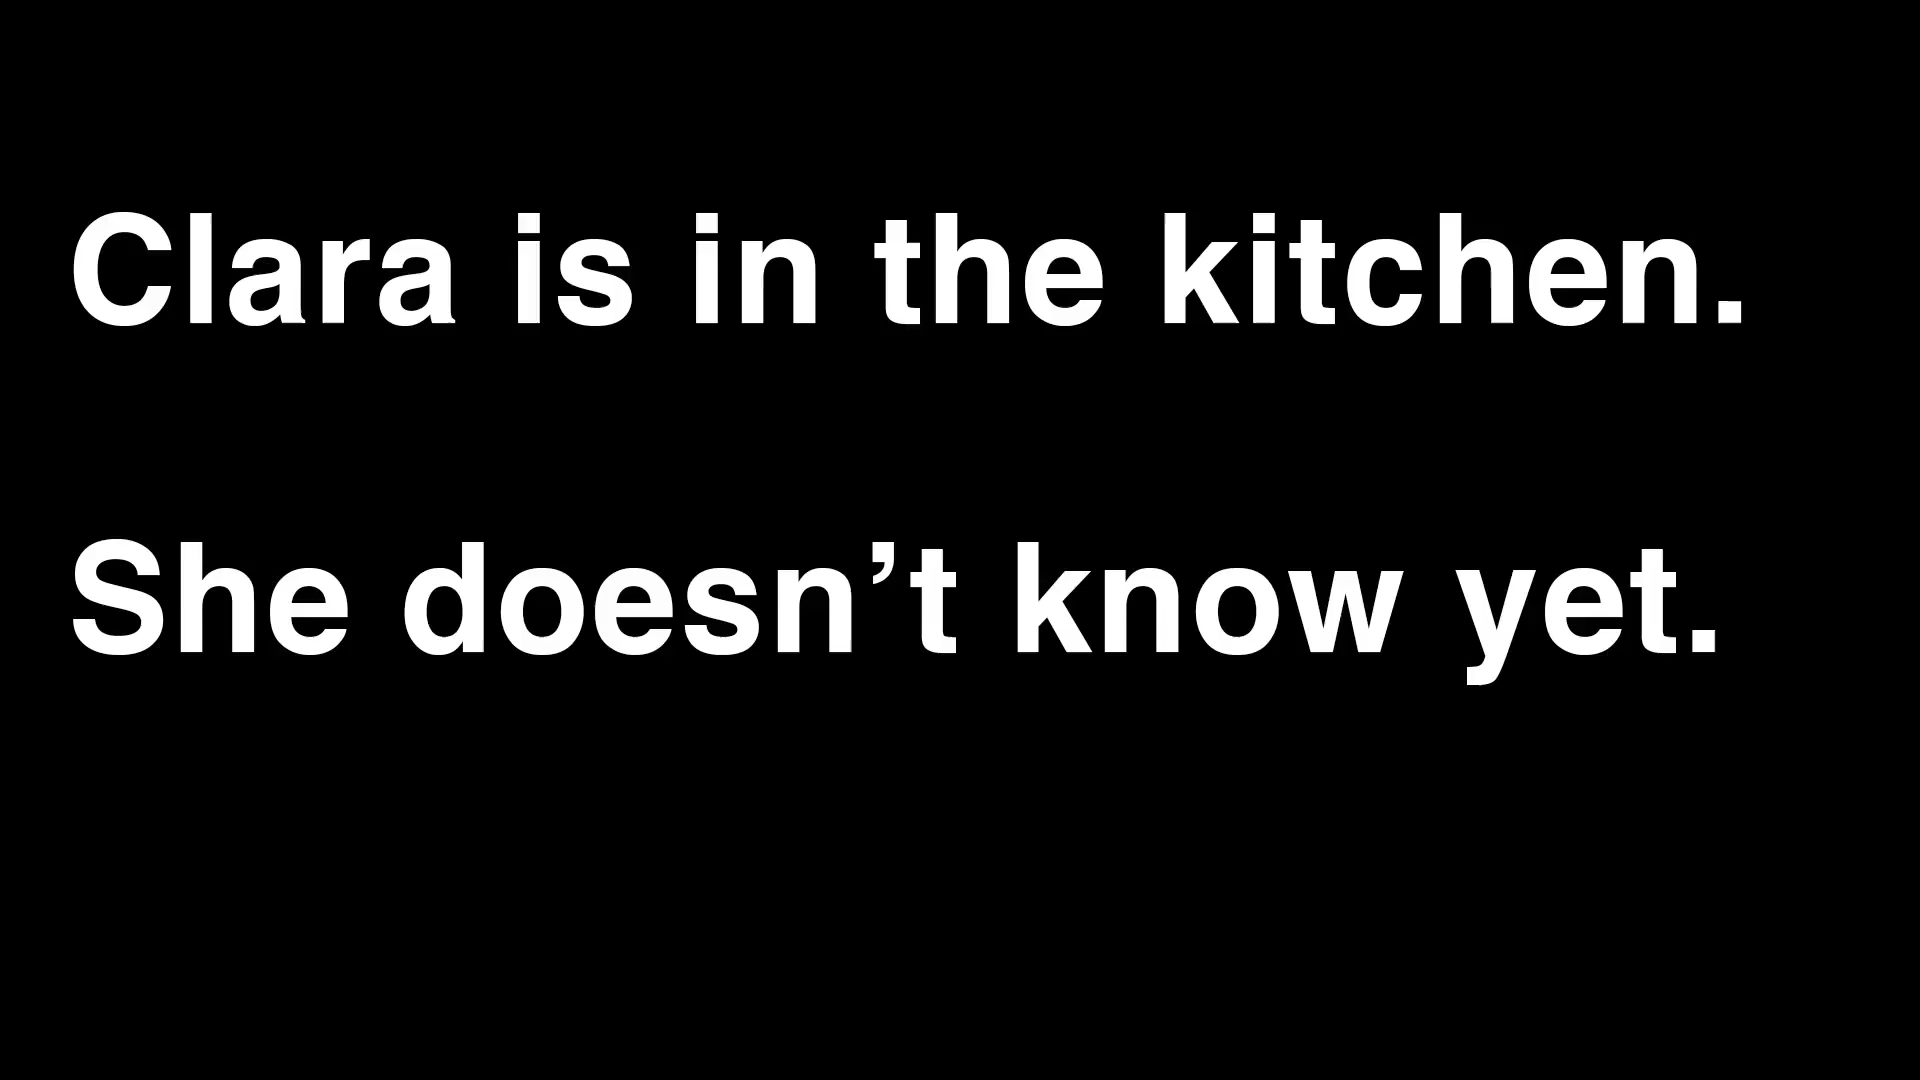 Clara is in the kitchen.
She doesn’t know yet.